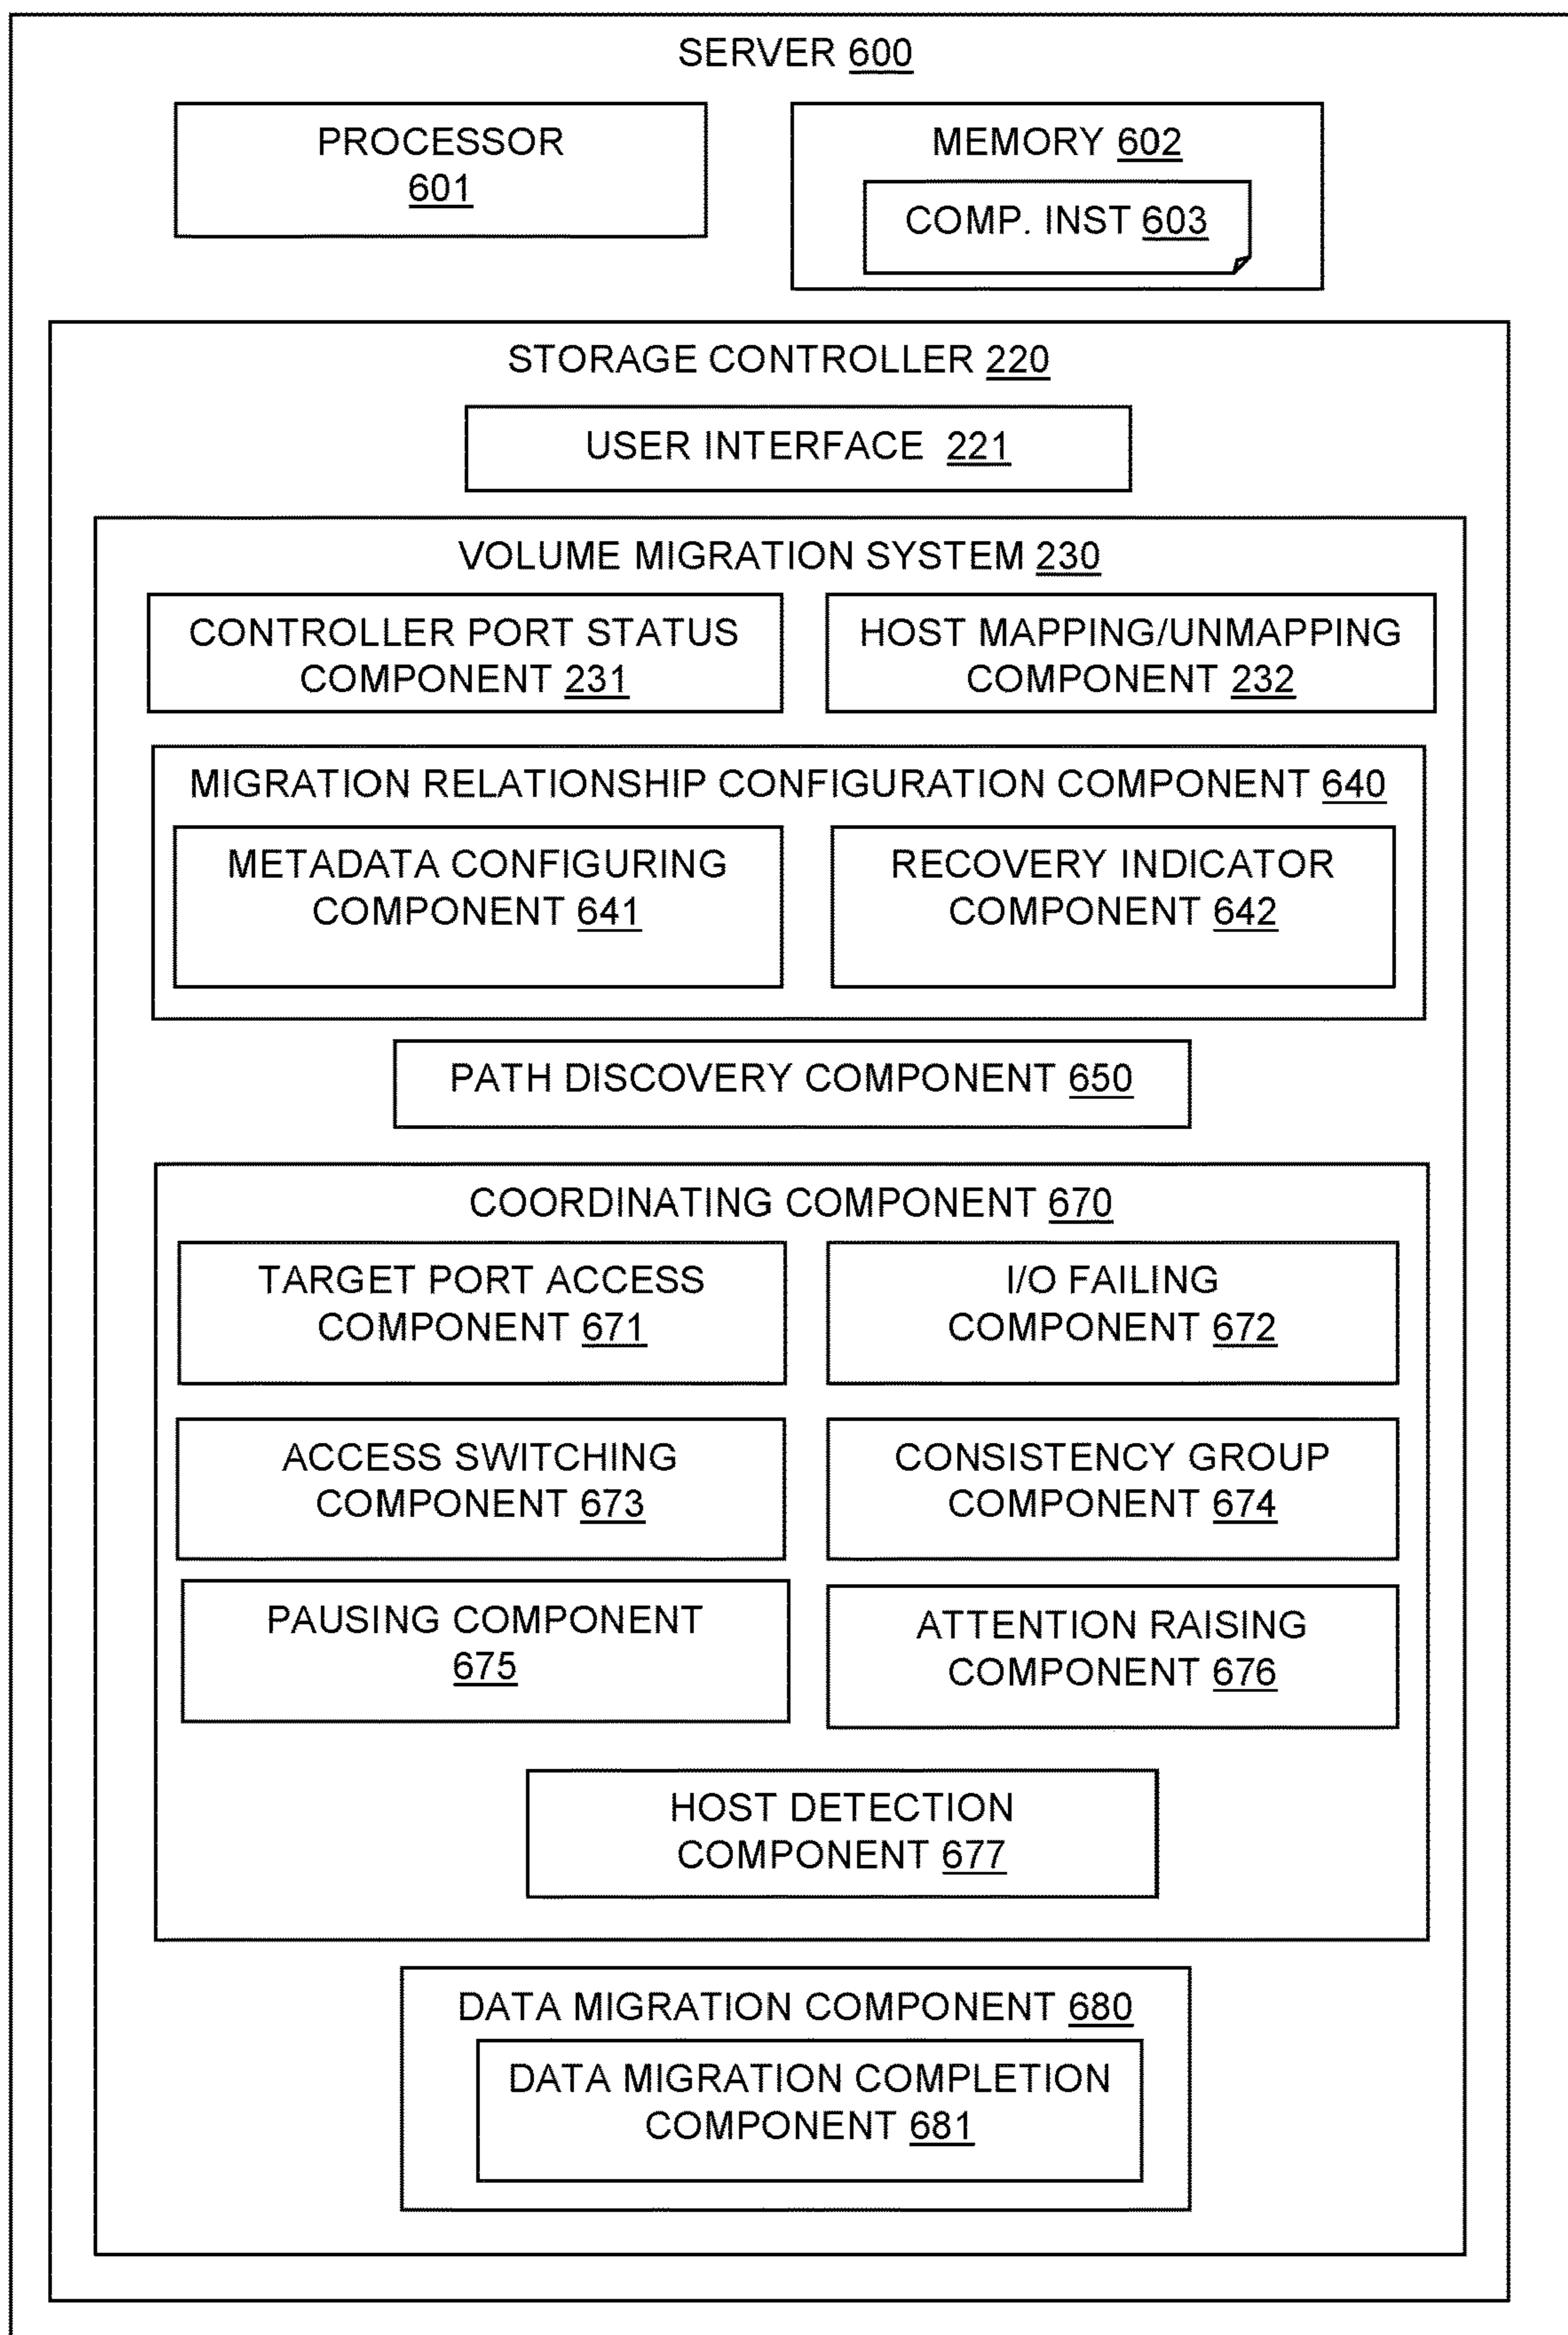 SERVER 600
PROCESSOR
601
MEMORY 602
COMP. INST 603
STORAGE CONTROLLER 220
USER INTERFACE 221
VOLUME MIGRATION SYSTEM 230
CONTROLLER PORT STATUS
COMPONENT 231
HOST MAPPING/UNMAPPING
COMPONENT 232
MIGRATION RELATIONSHIP CONFIGURATION COMPONENT 640
METADATA CONFIGURING
COMPONENT 641
RECOVERY INDICATOR
COMPONENT 642
PATH DISCOVERY COMPONENT 650
COORDINATING COMPONENT 670
TARGET PORT ACCESS
COMPONENT 671
I/O FAILING
COMPONENT 672
ACCESS SWITCHING
COMPONENT 673
CONSISTENCY GROUP
COMPONENT 674
PAUSING COMPONENT
675
ATTENTION RAISING
COMPONENT 676
HOST DETECTION
COMPONENT 677
DATA MIGRATION COMPONENT 680
DATA MIGRATION COMPLETION
COMPONENT 681